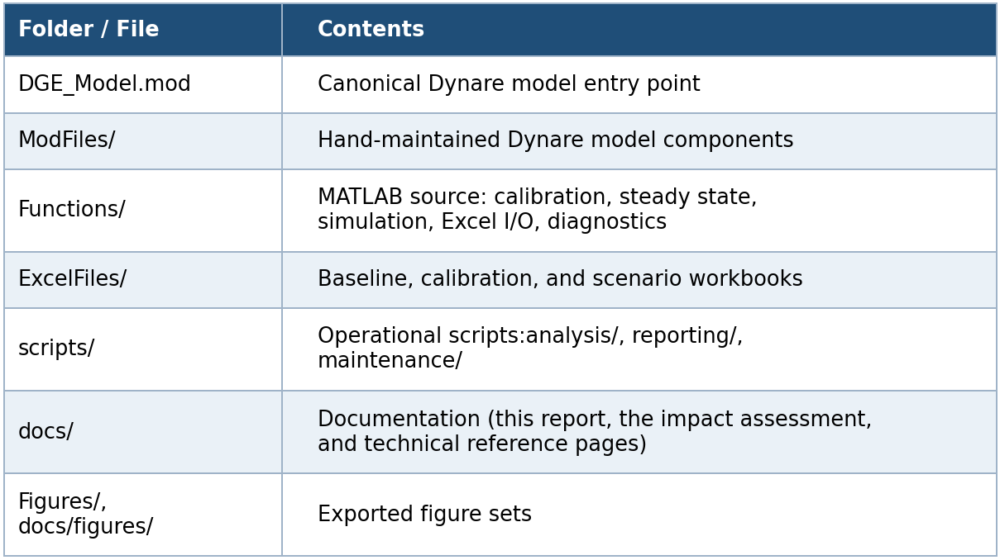 Folder / File
Contents
DGE_Model.mod
Canonical Dynare model entry point
ModFiles/
Hand-maintained Dynare model components
Functions/
MATLAB source: calibration, steady state,
simulation, Excel I/O, diagnostics
ExcelFiles/
Baseline, calibration, and scenario workbooks
scripts/
Operational scripts:analysis/, reporting/,
maintenance/
docs/
Documentation (this report, the impact assessment,
and technical reference pages)
Figures/,
docs/figures/
Exported figure sets